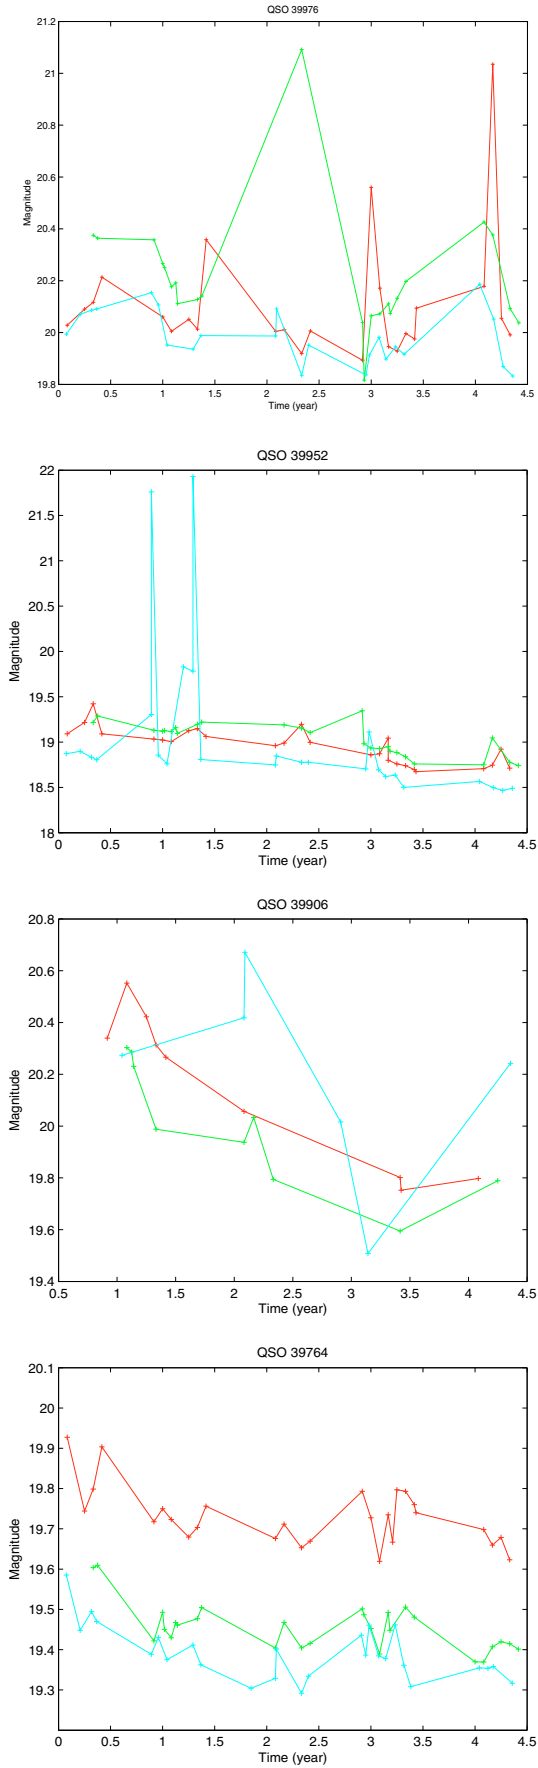 QSO 39976
21.2
21
20.8
20.6
20.4
20.2
20
19.8
Magnitude
0 0.5 1 1.5 2 2.5 3 3.5 4 4.5
Time (year)
QSO 39952
22
21.5
21
20.5
20
19.5
19
18.5
18
Magnitude
0 0.5 1 1.5 2 2.5 3 3.5 4 4.5
Time (year)
QSO 39906
20.8
20.6
20.4
20.2
20
19.8
19.6
19.4
Magnitude
0.5 1 1.5 2 2.5 3 3.5 4 4.5
Time (year)
QSO 39764
20.1
20
19.9
19.8
19.7
19.6
19.5
19.4
19.3
Magnitude
0 0.5 1 1.5 2 2.5 3 3.5 4 4.5
Time (year)